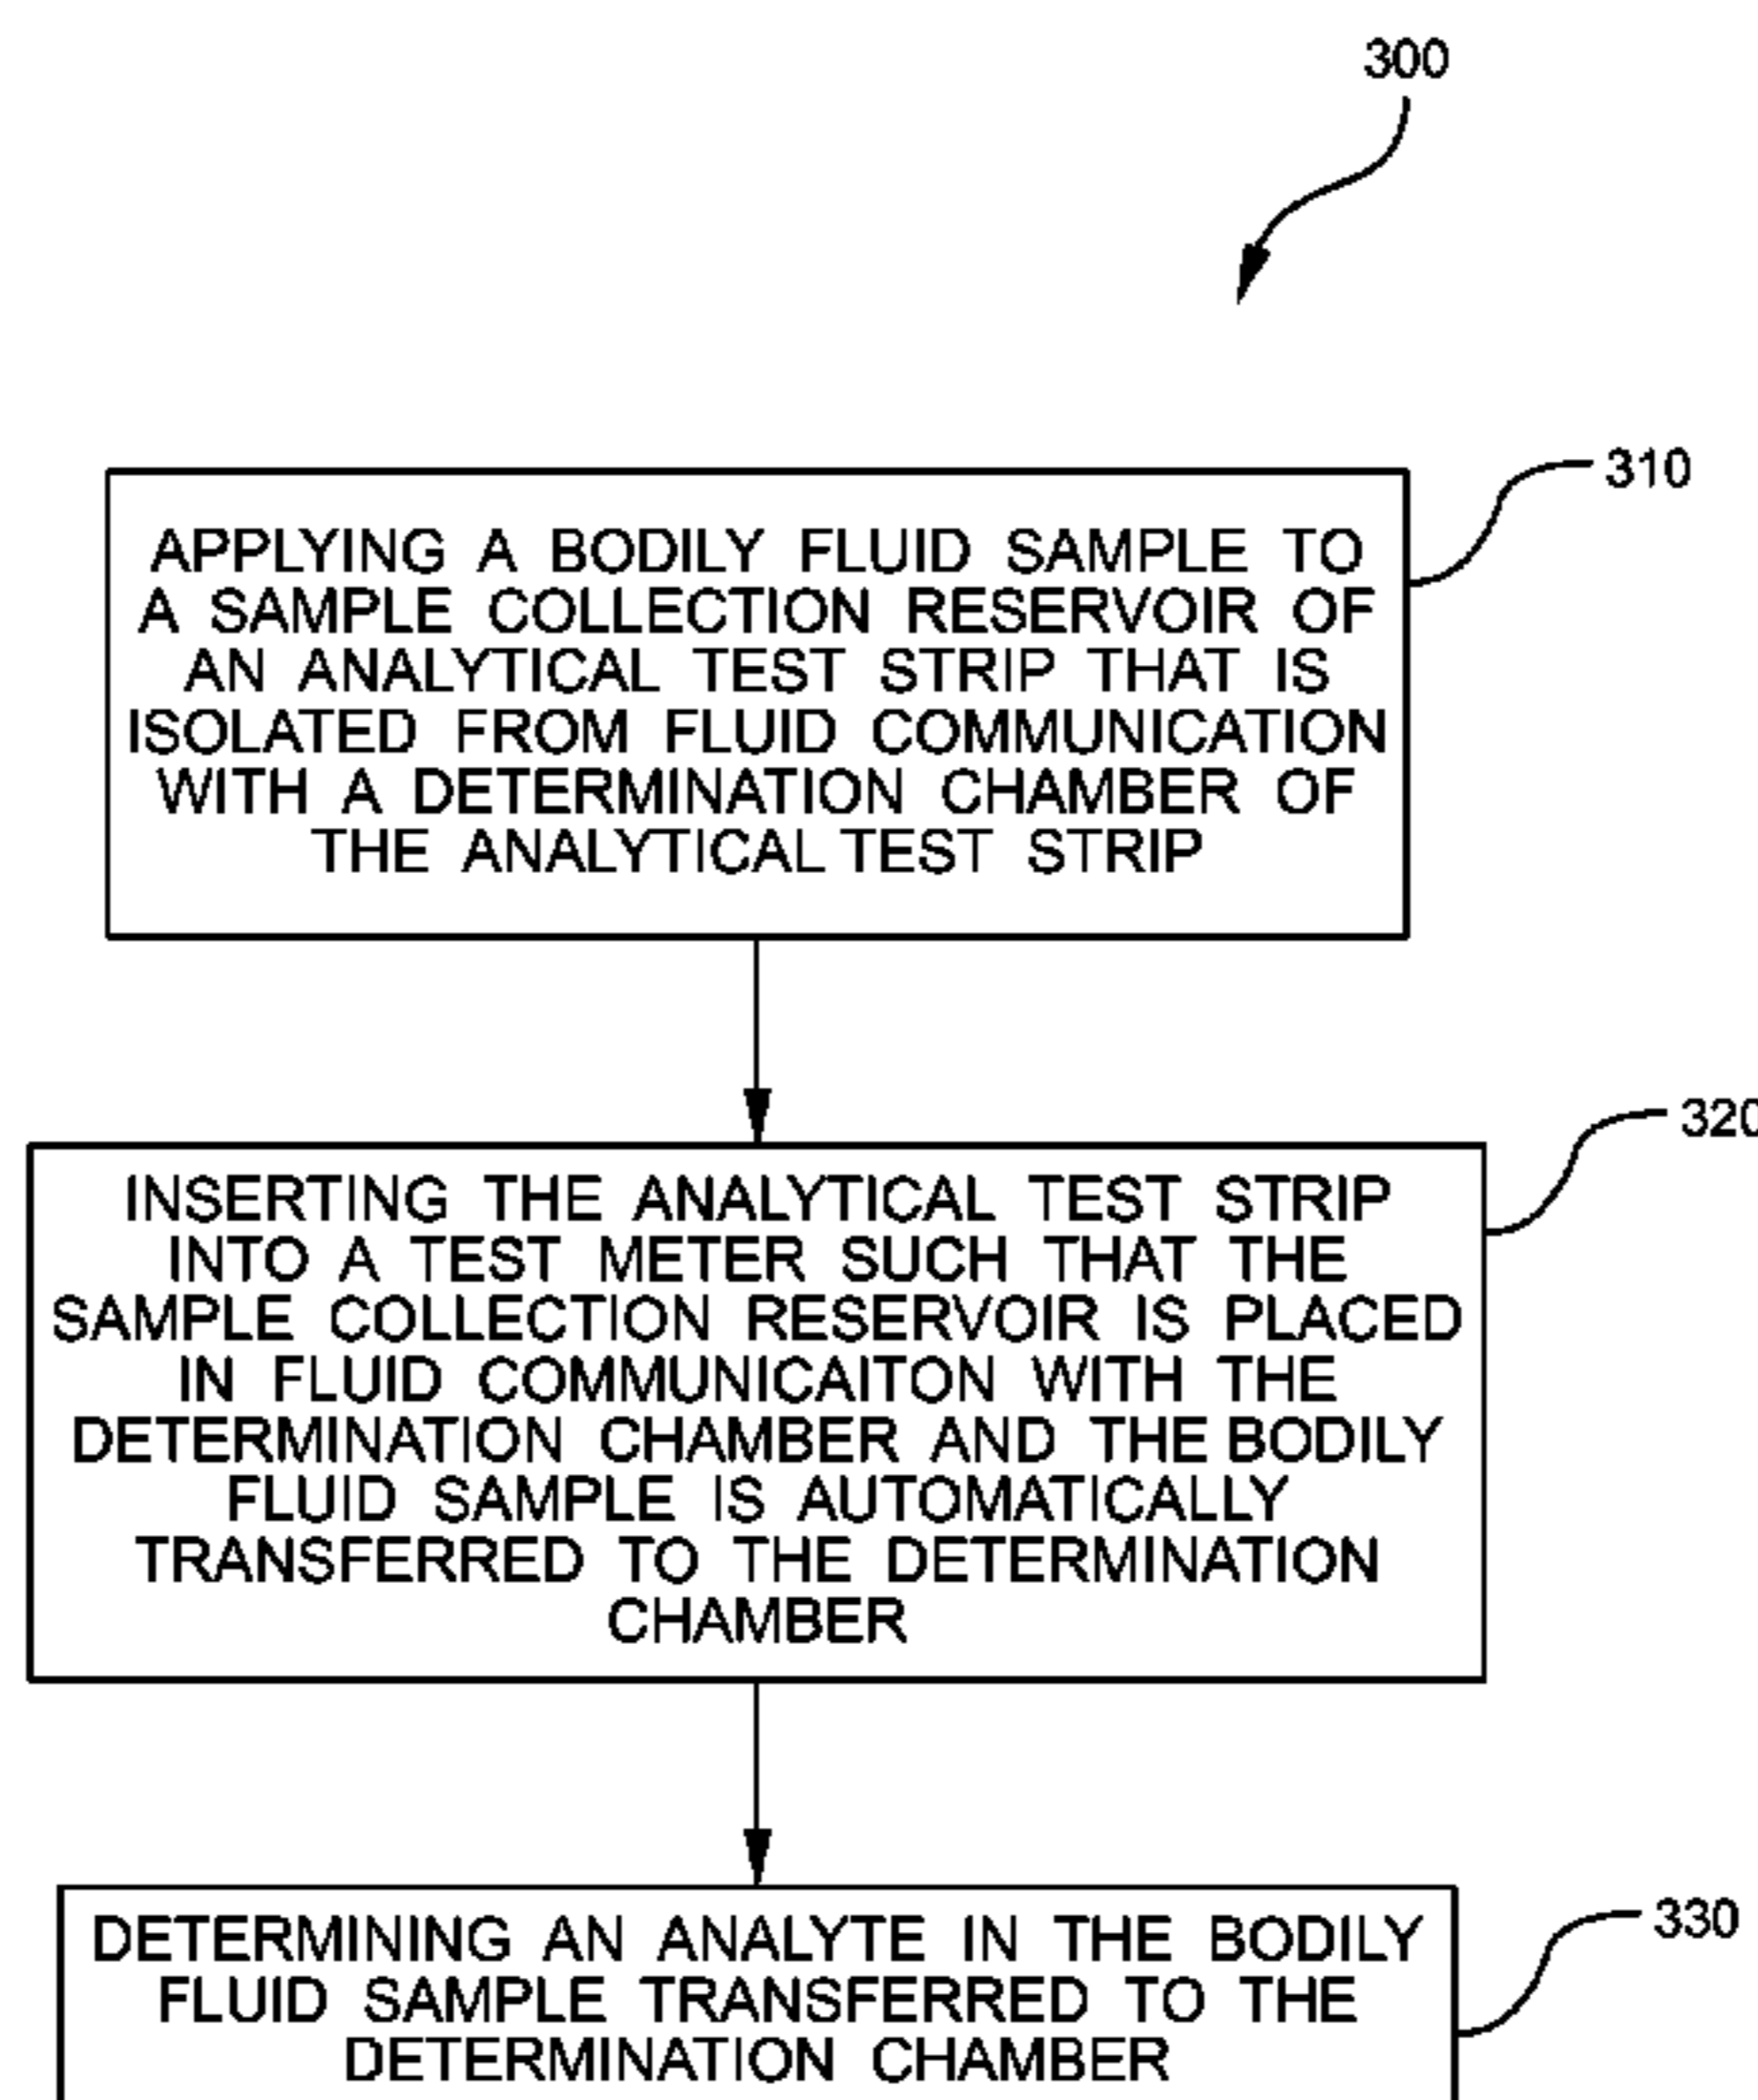 300
310
APPLYING A BODILY FLUID SAMPLE TO
A SAMPLE COLLECTION RESERVOIR OF
AN ANALYTICAL TEST STRIP THAT IS
ISOLATED FROM FLUID COMMUNICATION
WITH A DETERMINATION CHAMBER OF
THE ANALYTICAL TEST STRIP
320
INSERTING THE ANALYTICAL TEST STRIP
INTO A TEST METER SUCH THAT THE
SAMPLE COLLECTION RESERVOIR IS PLACED
IN FLUID COMMUNICAITON WITH THE
DETERMINATION CHAMBER AND THE BODILY
FLUID SAMPLE IS AUTOMATICALLY
TRANSFERRED TO THE DETERMINATION
CHAMBER
330
DETERMINING AN ANALYTE IN THE BODILY
FLUID SAMPLE TRANSFERRED TO THE
DETERMINATION CHAMBER